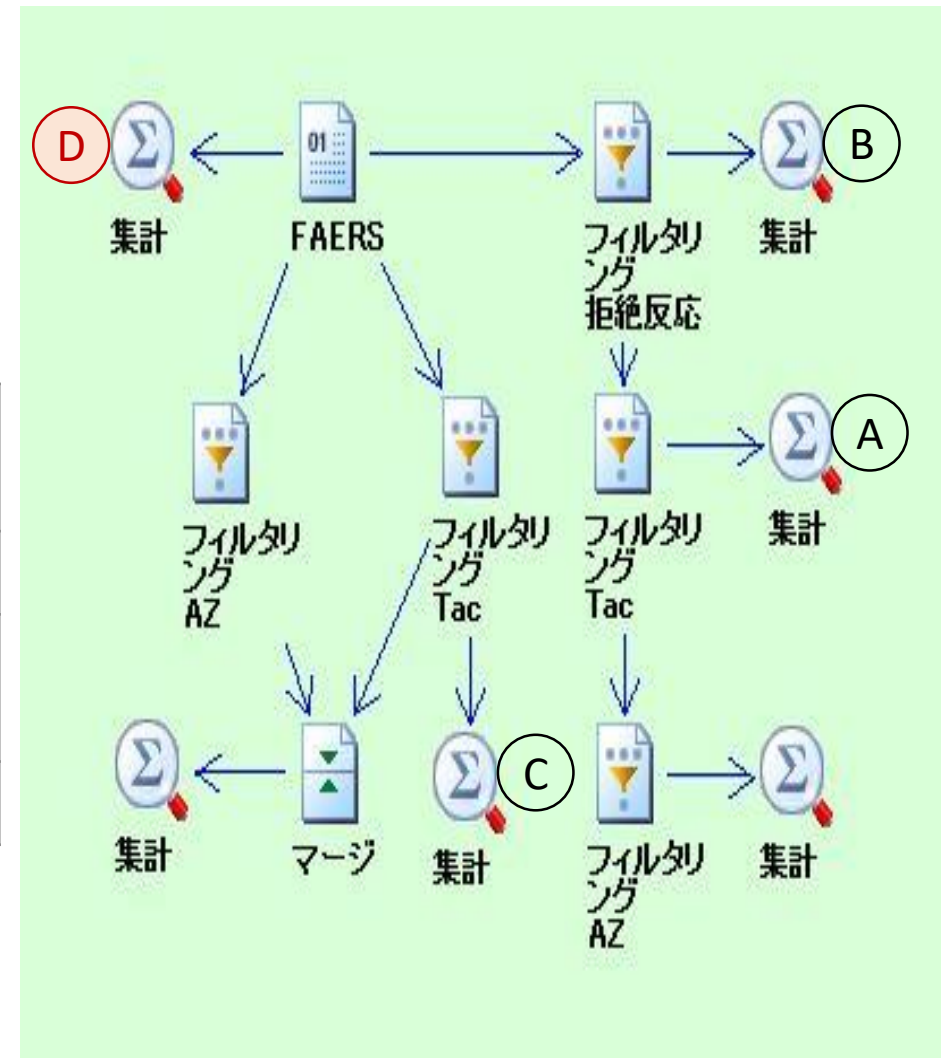 D
集計
01
FAERS
フィルタリ
ング
拒絶反応
B
集計
フィルタリ
ング
AZ
フィルタリ
ング
Tac
フィルタリ
ング
Tac
A
集計
集計
マージ
C
集計
フィルタリ
ング
AZ
集計